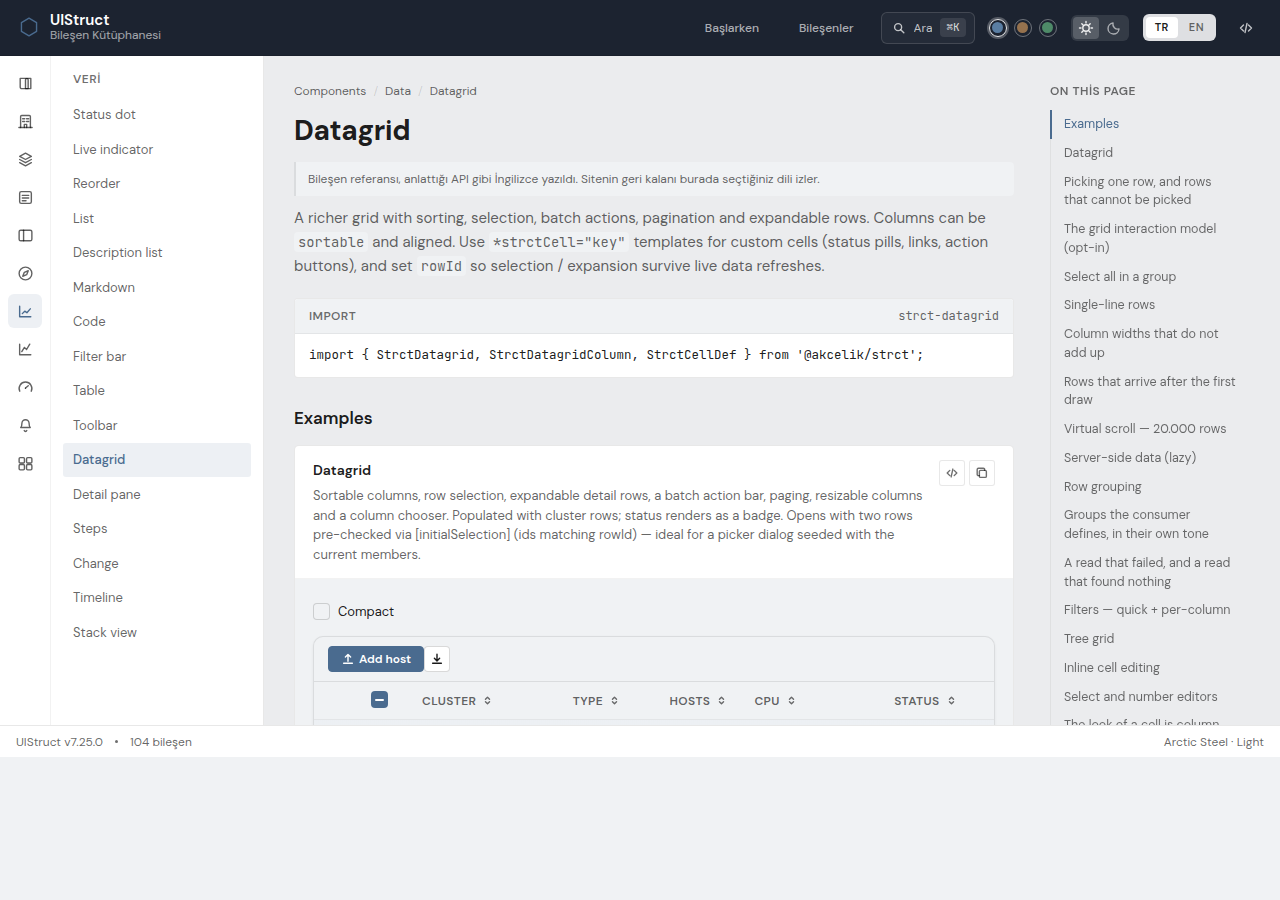 UIStruct
Bileşen Kütüphanesi
Başlarken
Bileşenler
Ara ⌘K
TR EN
VERİ
Status dot
Live indicator
Reorder
List
Description list
Markdown
Code
Filter bar
Table
Toolbar
Datagrid
Detail pane
Steps
Change
Timeline
Stack view
Components / Data / Datagrid
Datagrid
Bileşen referansı, anlattığı API gibi İngilizce yazıldı. Sitenin geri kalanı burada seçtiğiniz dili izler.
A richer grid with sorting, selection, batch actions, pagination and expandable rows. Columns can be
sortable and aligned. Use *strctCell="key" templates for custom cells (status pills, links, action
buttons), and set rowId so selection / expansion survive live data refreshes.
IMPORT strct-datagrid
import { StrctDatagrid, StrctDatagridColumn, StrctCellDef } from '@akcelik/strct';
Examples
Datagrid
Sortable columns, row selection, expandable detail rows, a batch action bar, paging, resizable columns
and a column chooser. Populated with cluster rows; status renders as a badge. Opens with two rows
pre-checked via [initialSelection] (ids matching rowId) — ideal for a picker dialog seeded with the
current members.
Compact
Add host
CLUSTER TYPE HOSTS CPU STATUS
ON THİS PAGE
Examples
Datagrid
Picking one row, and rows
that cannot be picked
The grid interaction model
(opt-in)
Select all in a group
Single-line rows
Column widths that do not
add up
Rows that arrive after the first
draw
Virtual scroll — 20.000 rows
Server-side data (lazy)
Row grouping
Groups the consumer
defines, in their own tone
A read that failed, and a read
that found nothing
Filters — quick + per-column
Tree grid
Inline cell editing
Select and number editors
The look of a cell is column
UIStruct v7.25.0 • 104 bileşen
Arctic Steel · Light